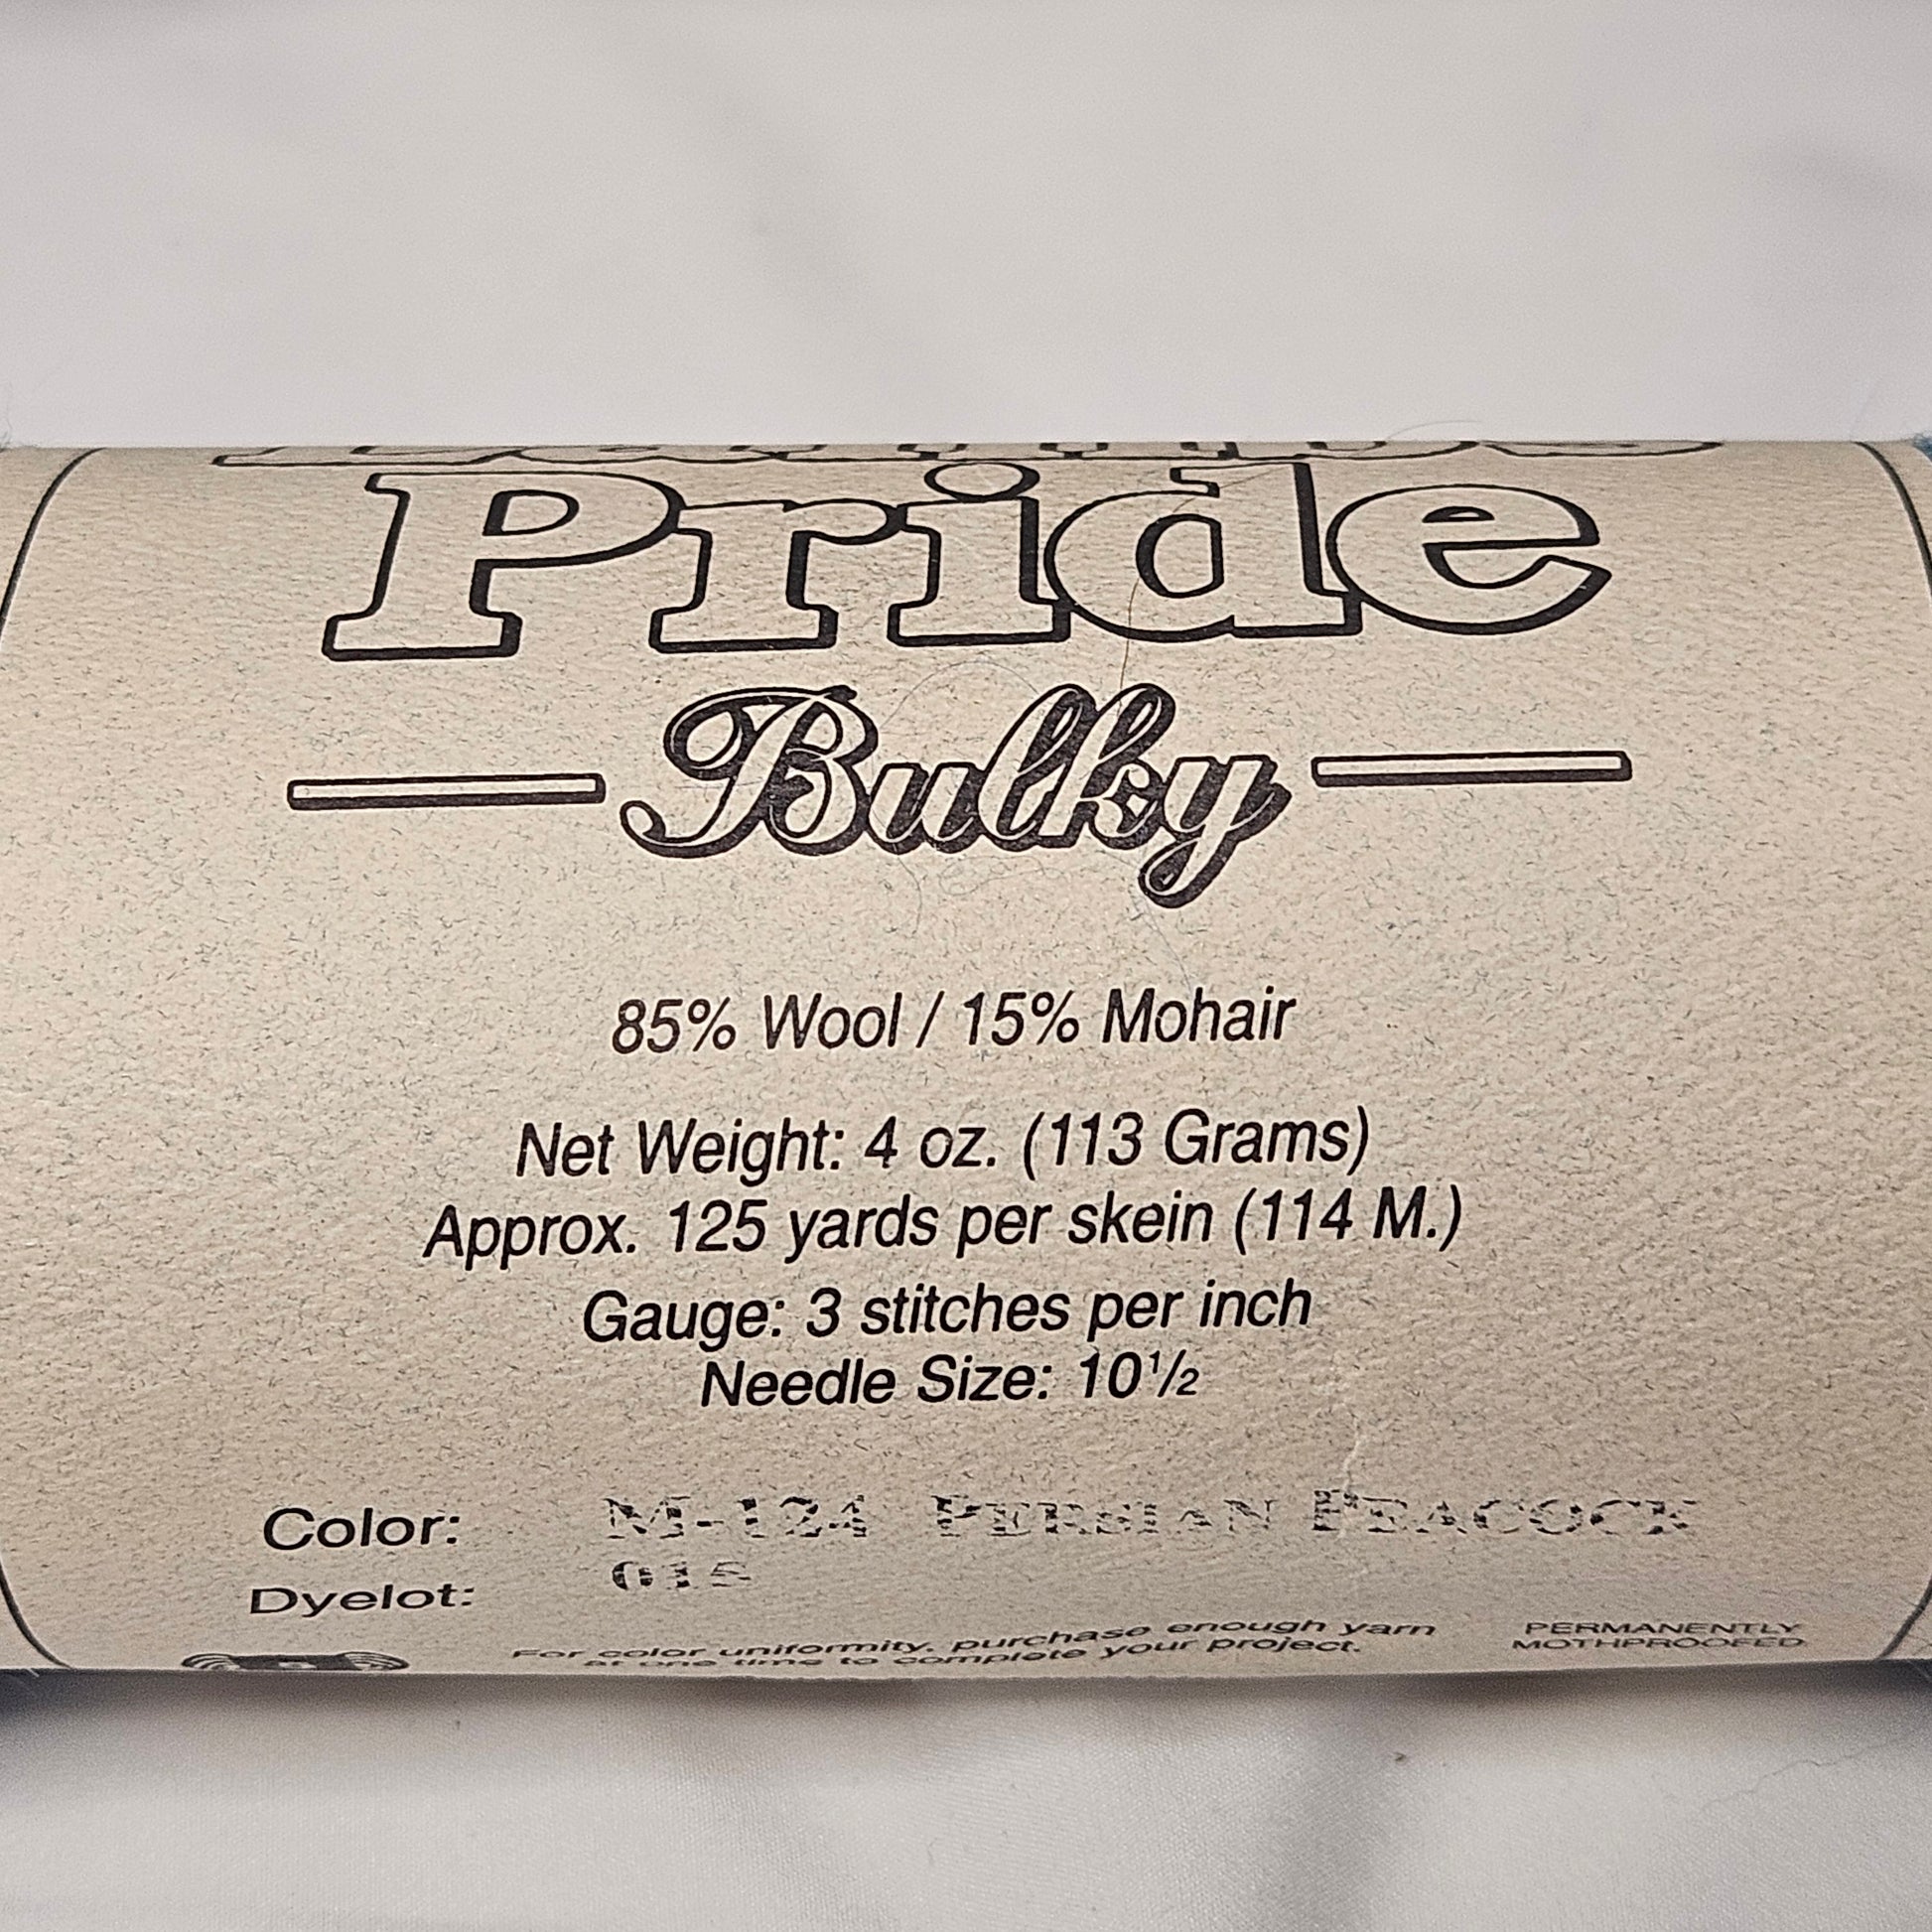 Lamb's
Pride
Bulky
85% Wool / 15% Mohair
Net Weight: 4 oz. (113 Grams)
Approx. 125 yards per skein (114 M.)
Gauge: 3 stitches per inch
Needle Size: 10½
Color: M-124 PERSIAN PEACOCK
Dyelot: 015
For color uniformity, purchase enough yarn
at one time to complete your project.
PERMANENTLY
MOTHPROOFED